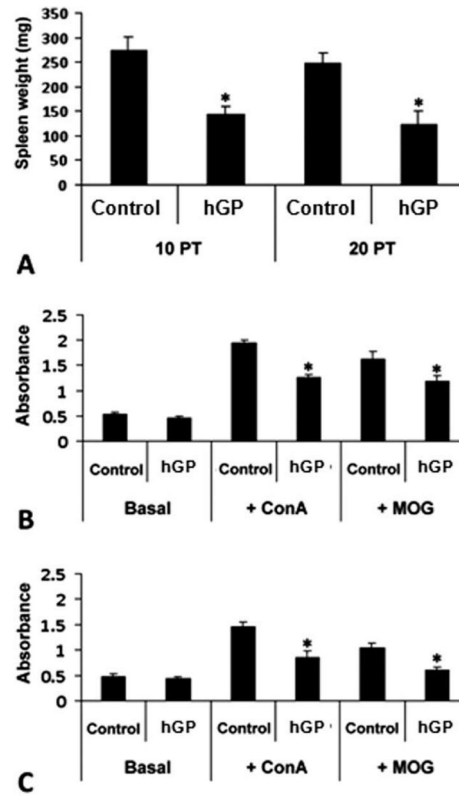 Spleen weight (mg)
350
300
250
200
150
100
50
0
*
*
Control hGP Control hGP
10 PT 20 PT
A
Absorbance
2.5
2
1.5
1
0.5
0
*
*
Control hGP Control hGP Control hGP
Basal + ConA + MOG
B
Absorbance
2.5
2
1.5
1
0.5
0
*
*
Control hGP Control hGP Control hGP
Basal + ConA + MOG
C